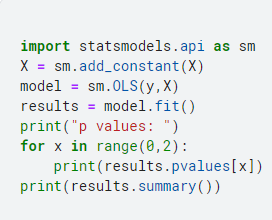 import statsmodels.api as sm
X = sm.add_constant(X)
model = sm.OLS(y,X)
results = model.fit()
print("p values: ")
for x in range(0,2):
    print(results.pvalues[x])
print(results.summary())